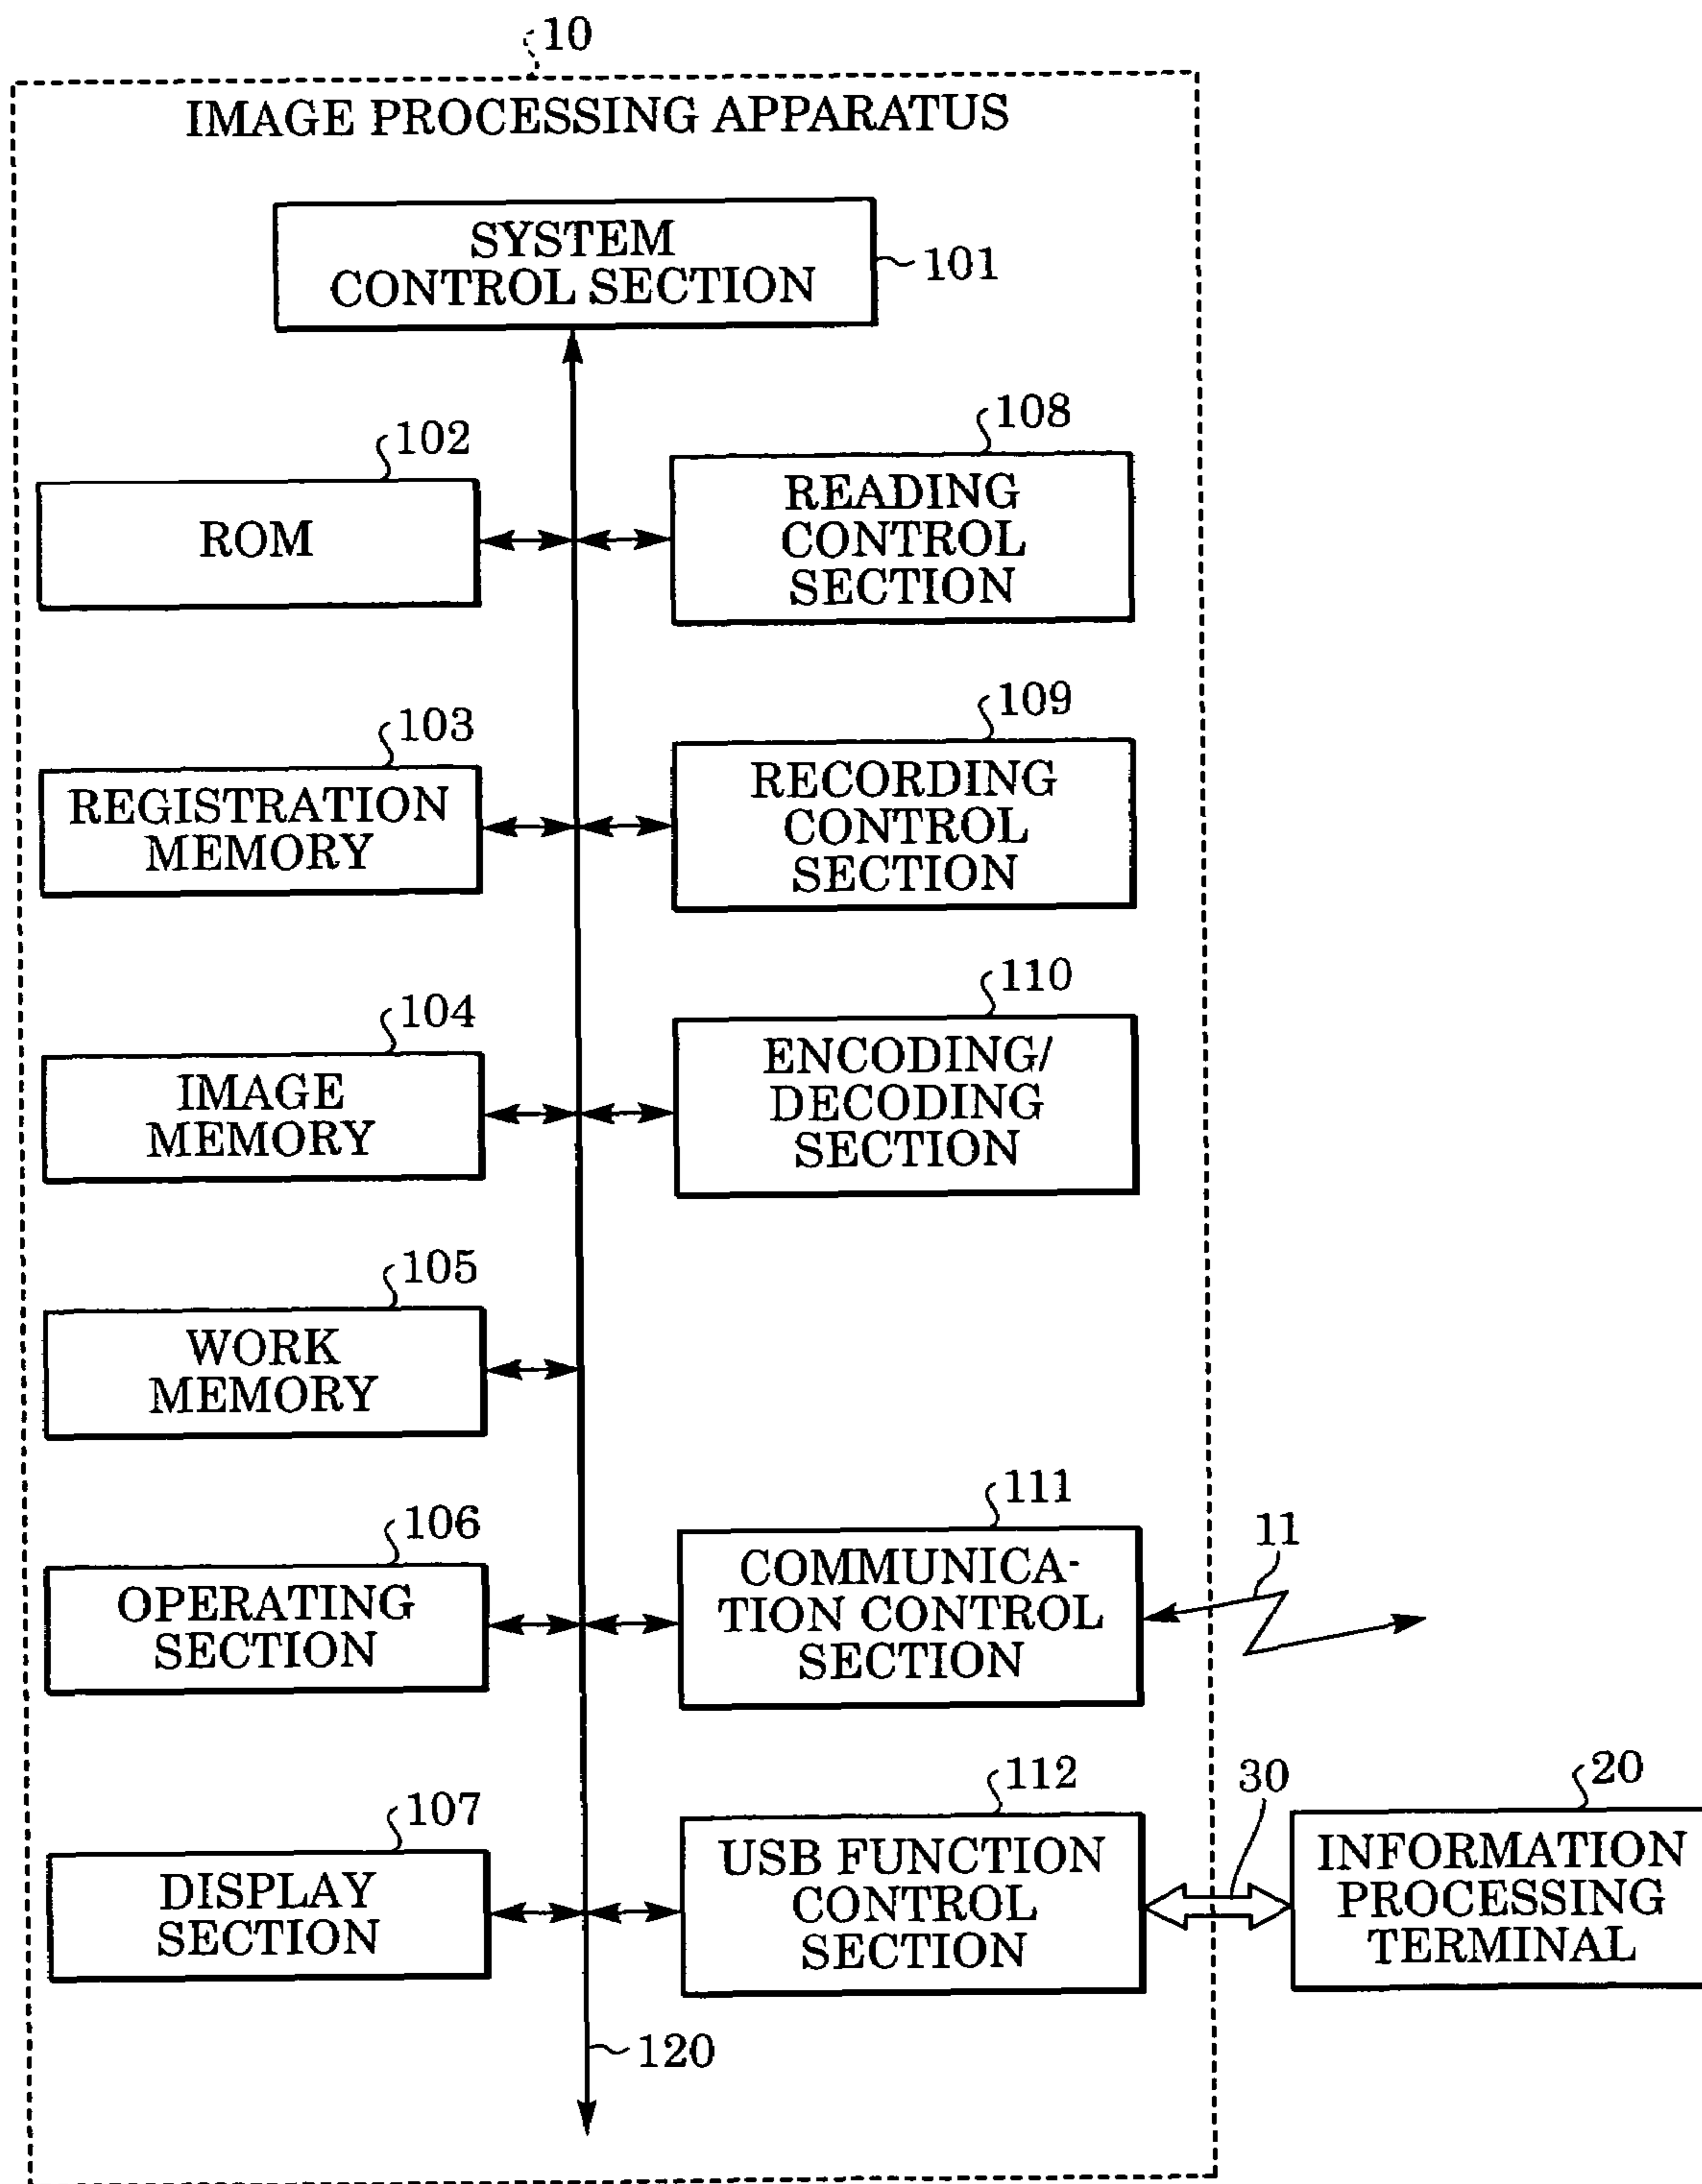 10
IMAGE PROCESSING APPARATUS
SYSTEM
CONTROL SECTION
101
102
ROM
108
READING
CONTROL
SECTION
103
REGISTRATION
MEMORY
109
RECORDING
CONTROL
SECTION
104
IMAGE
MEMORY
110
ENCODING/
DECODING
SECTION
105
WORK
MEMORY
106
OPERATING
SECTION
111
COMMUNICA-
TION CONTROL
SECTION
11
107
DISPLAY
SECTION
112
USB FUNCTION
CONTROL
SECTION
30
20
INFORMATION
PROCESSING
TERMINAL
120